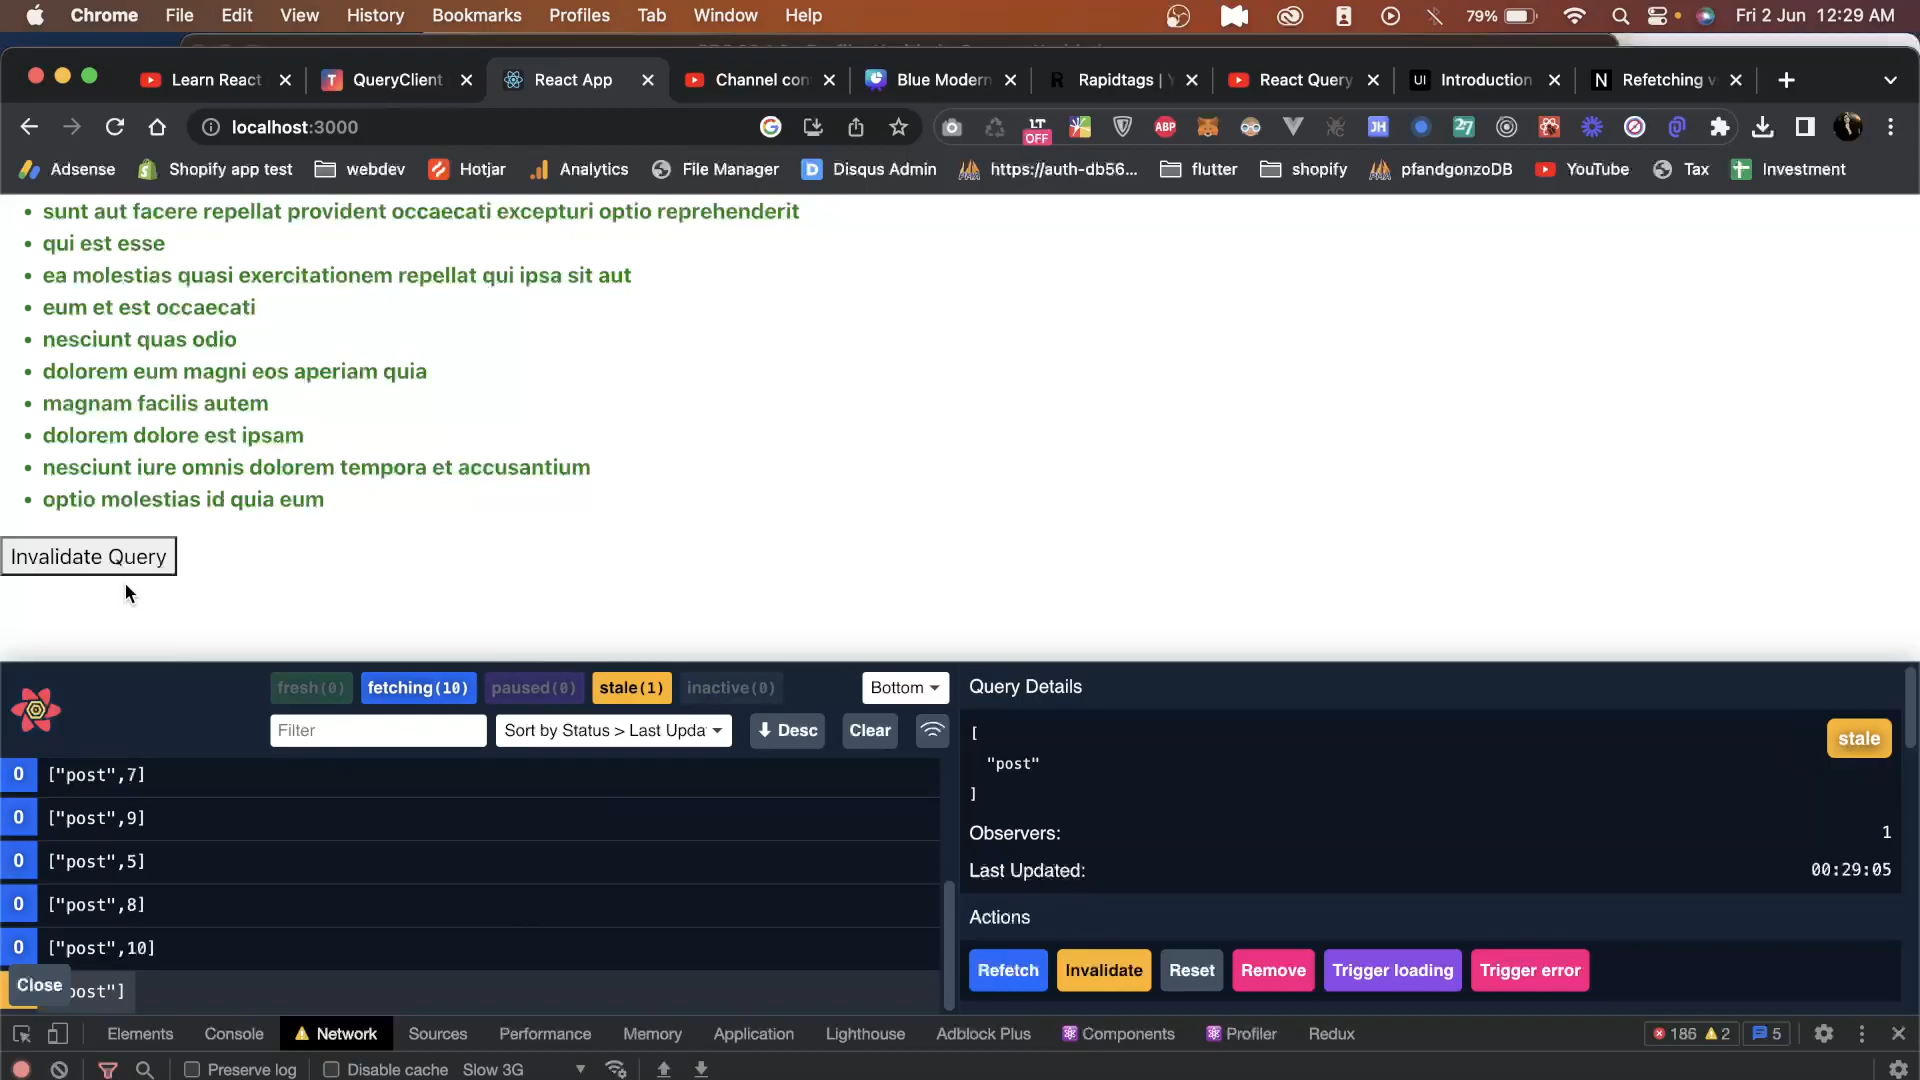 Chrome File Edit View History Bookmarks Profiles Tab Window Help 79% Fri 2 Jun 12:29 AM
Learn React QueryClient React App Channel con Blue Modern Rapidtags | Y React Query UI Introduction N Refetching v
localhost:3000 LT OFF ABP JH 27
Adsense Shopify app test webdev Hotjar Analytics File Manager Disqus Admin https://auth-db56... flutter shopify pfandgonzoDB YouTube Tax Investment
• sunt aut facere repellat provident occaecati excepturi optio reprehenderit
• qui est esse
• ea molestias quasi exercitationem repellat qui ipsa sit aut
• eum et est occaecati
• nesciunt quas odio
• dolorem eum magni eos aperiam quia
• magnam facilis autem
• dolorem dolore est ipsam
• nesciunt iure omnis dolorem tempora et accusantium
• optio molestias id quia eum
Invalidate Query
fresh(0) fetching(10) paused(0) stale(1) inactive(0) Bottom
Filter Sort by Status > Last Upda Desc Clear
0 ["post",7]
0 ["post",9]
0 ["post",5]
0 ["post",8]
0 ["post",10]
Close post"]
Query Details
[
"post"
]
stale
Observers: 1
Last Updated: 00:29:05
Actions
Refetch Invalidate Reset Remove Trigger loading Trigger error
Elements Console Network Sources Performance Memory Application Lighthouse Adblock Plus Components Profiler Redux 186 2 5
Preserve log Disable cache Slow 3G